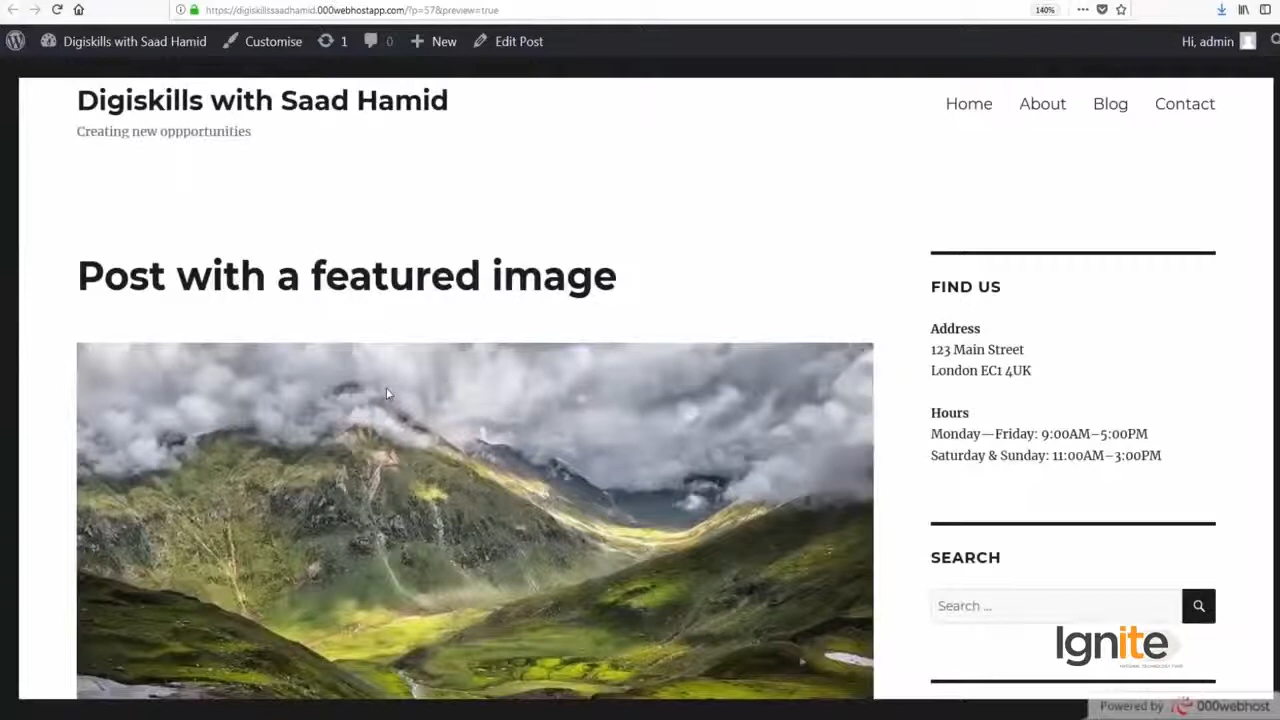 https://digiskillssaadhamid.000webhostapp.com/?p=57&preview=true
140%
Digiskills with Saad Hamid
Customise
1
0
New
Edit Post
Hi, admin
Digiskills with Saad Hamid
Creating new oppportunities
Home
About
Blog
Contact
Post with a featured image
FIND US
Address
123 Main Street
London EC1 4UK
Hours
Monday—Friday: 9:00AM–5:00PM
Saturday & Sunday: 11:00AM–3:00PM
SEARCH
Search ...
Ignite
NATIONAL TECHNOLOGY FUND
Powered by 000webhost